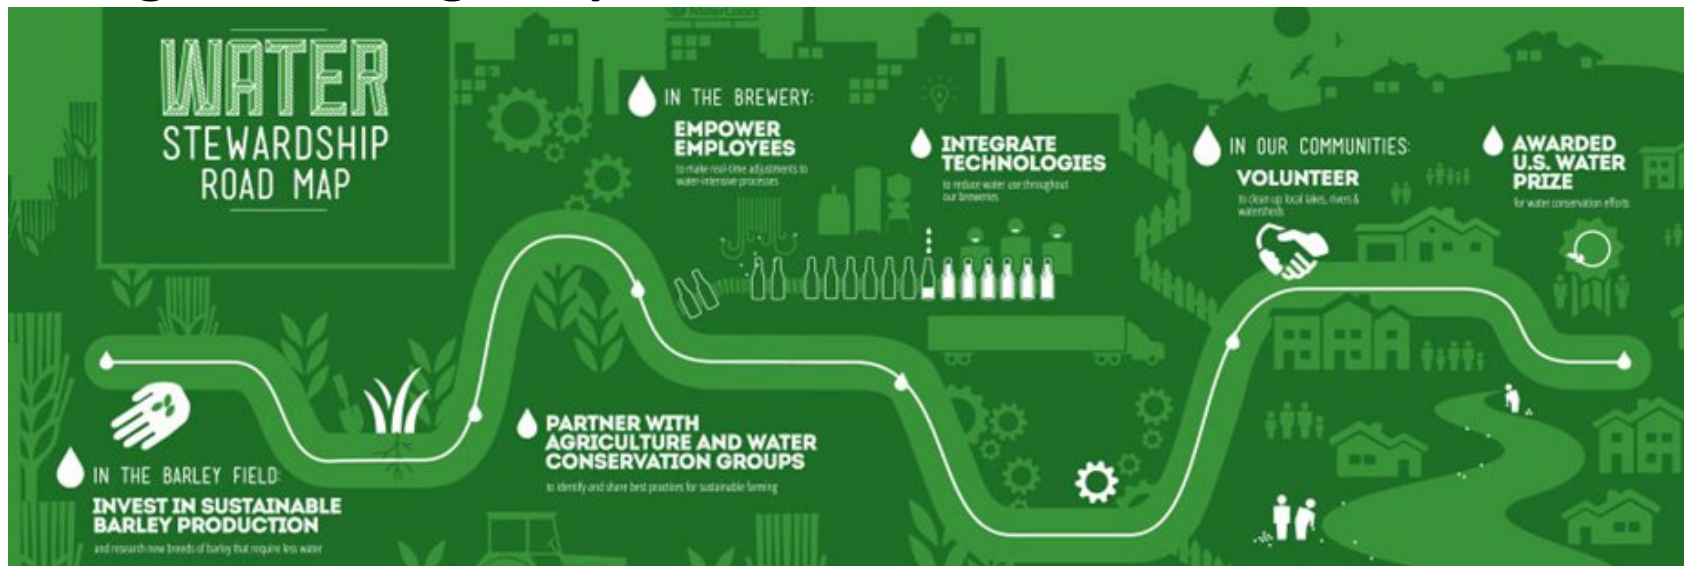 WATER
STEWARDSHIP
ROAD MAP
IN THE BARLEY FIELD:
INVEST IN SUSTAINABLE
BARLEY PRODUCTION
and research new breeds of barley that require less water
PARTNER WITH
AGRICULTURE AND WATER
CONSERVATION GROUPS
to identify and share best practices for sustainable farming
IN THE BREWERY:
EMPOWER
EMPLOYEES
to make real-time adjustments to
water-intensive processes
INTEGRATE
TECHNOLOGIES
to reduce water use throughout
our breweries
IN OUR COMMUNITIES:
VOLUNTEER
to clean up local lakes, rivers &
watersheds
AWARDED
U.S. WATER
PRIZE
for water conservation efforts